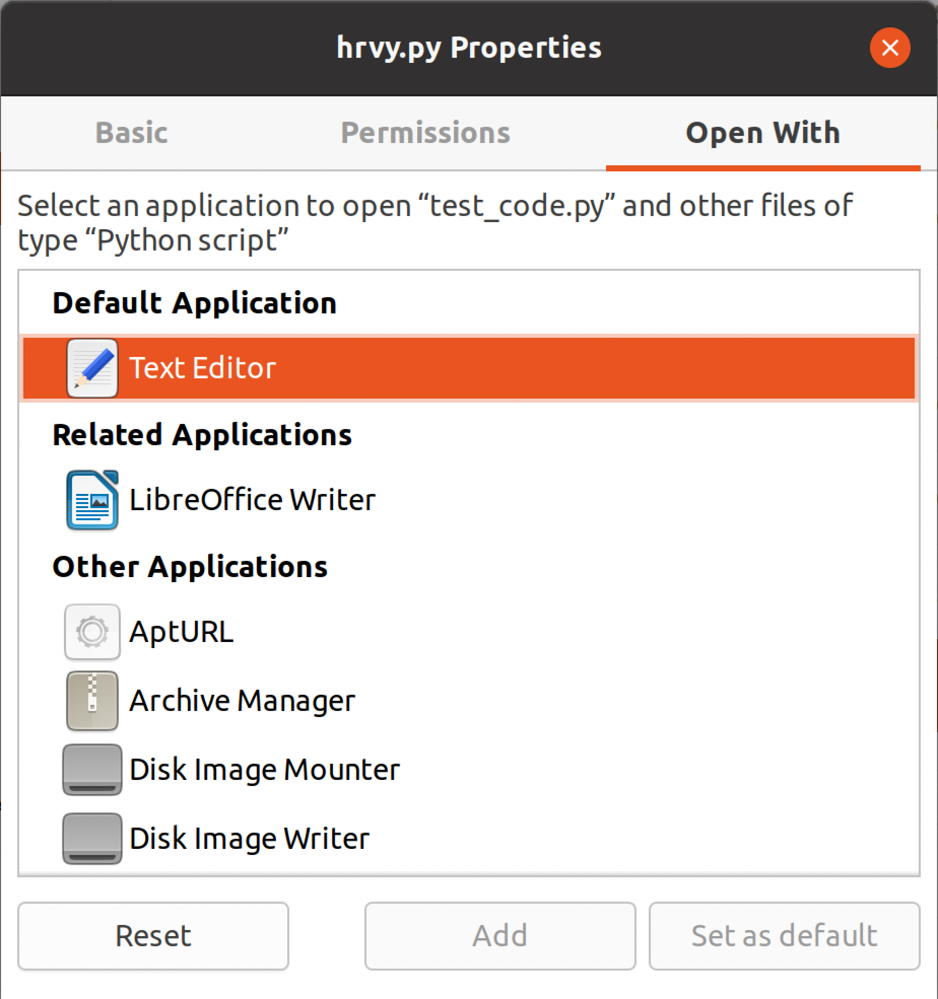 hrvy.py Properties
Basic
Permissions
Open With
Select an application to open “test_code.py” and other files of
type “Python script”
Default Application
Text Editor
Related Applications
LibreOffice Writer
Other Applications
AptURL
Archive Manager
Disk Image Mounter
Disk Image Writer
Reset
Add
Set as default